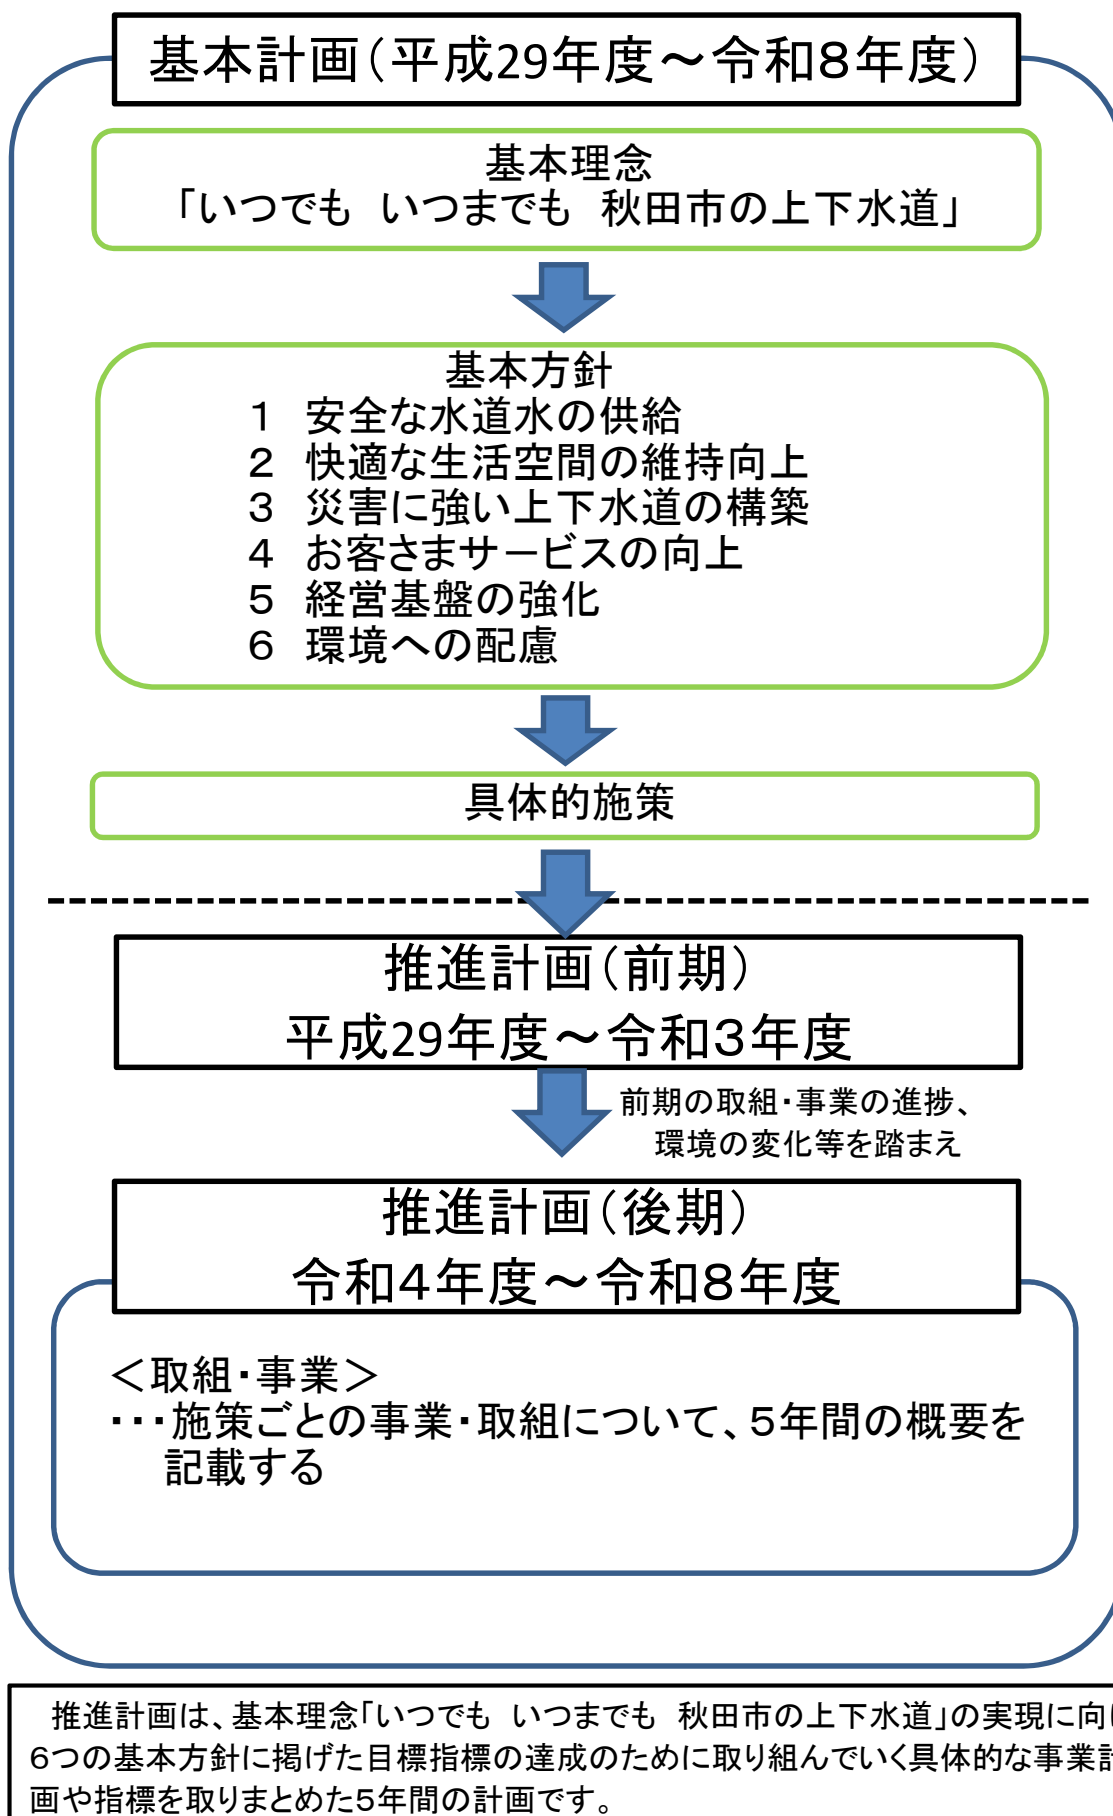 基本計画（平成29年度～令和８年度）
基本理念
「いつでも　いつまでも　秋田市の上下水道」
基本方針
１　安全な水道水の供給
２　快適な生活空間の維持向上
３　災害に強い上下水道の構築
４　お客さまサービスの向上
５　経営基盤の強化
６　環境への配慮
具体的施策
推進計画（前期）
平成29年度～令和３年度
前期の取組・事業の進捗、
環境の変化等を踏まえ
推進計画（後期）
令和４年度～令和８年度
＜取組・事業＞
・・・施策ごとの事業・取組について、５年間の概要を
記載する
推進計画は、基本理念「いつでも　いつまでも　秋田市の上下水道」の実現に向け
６つの基本方針に掲げた目標指標の達成のために取り組んでいく具体的な事業計
画や指標を取りまとめた５年間の計画です。